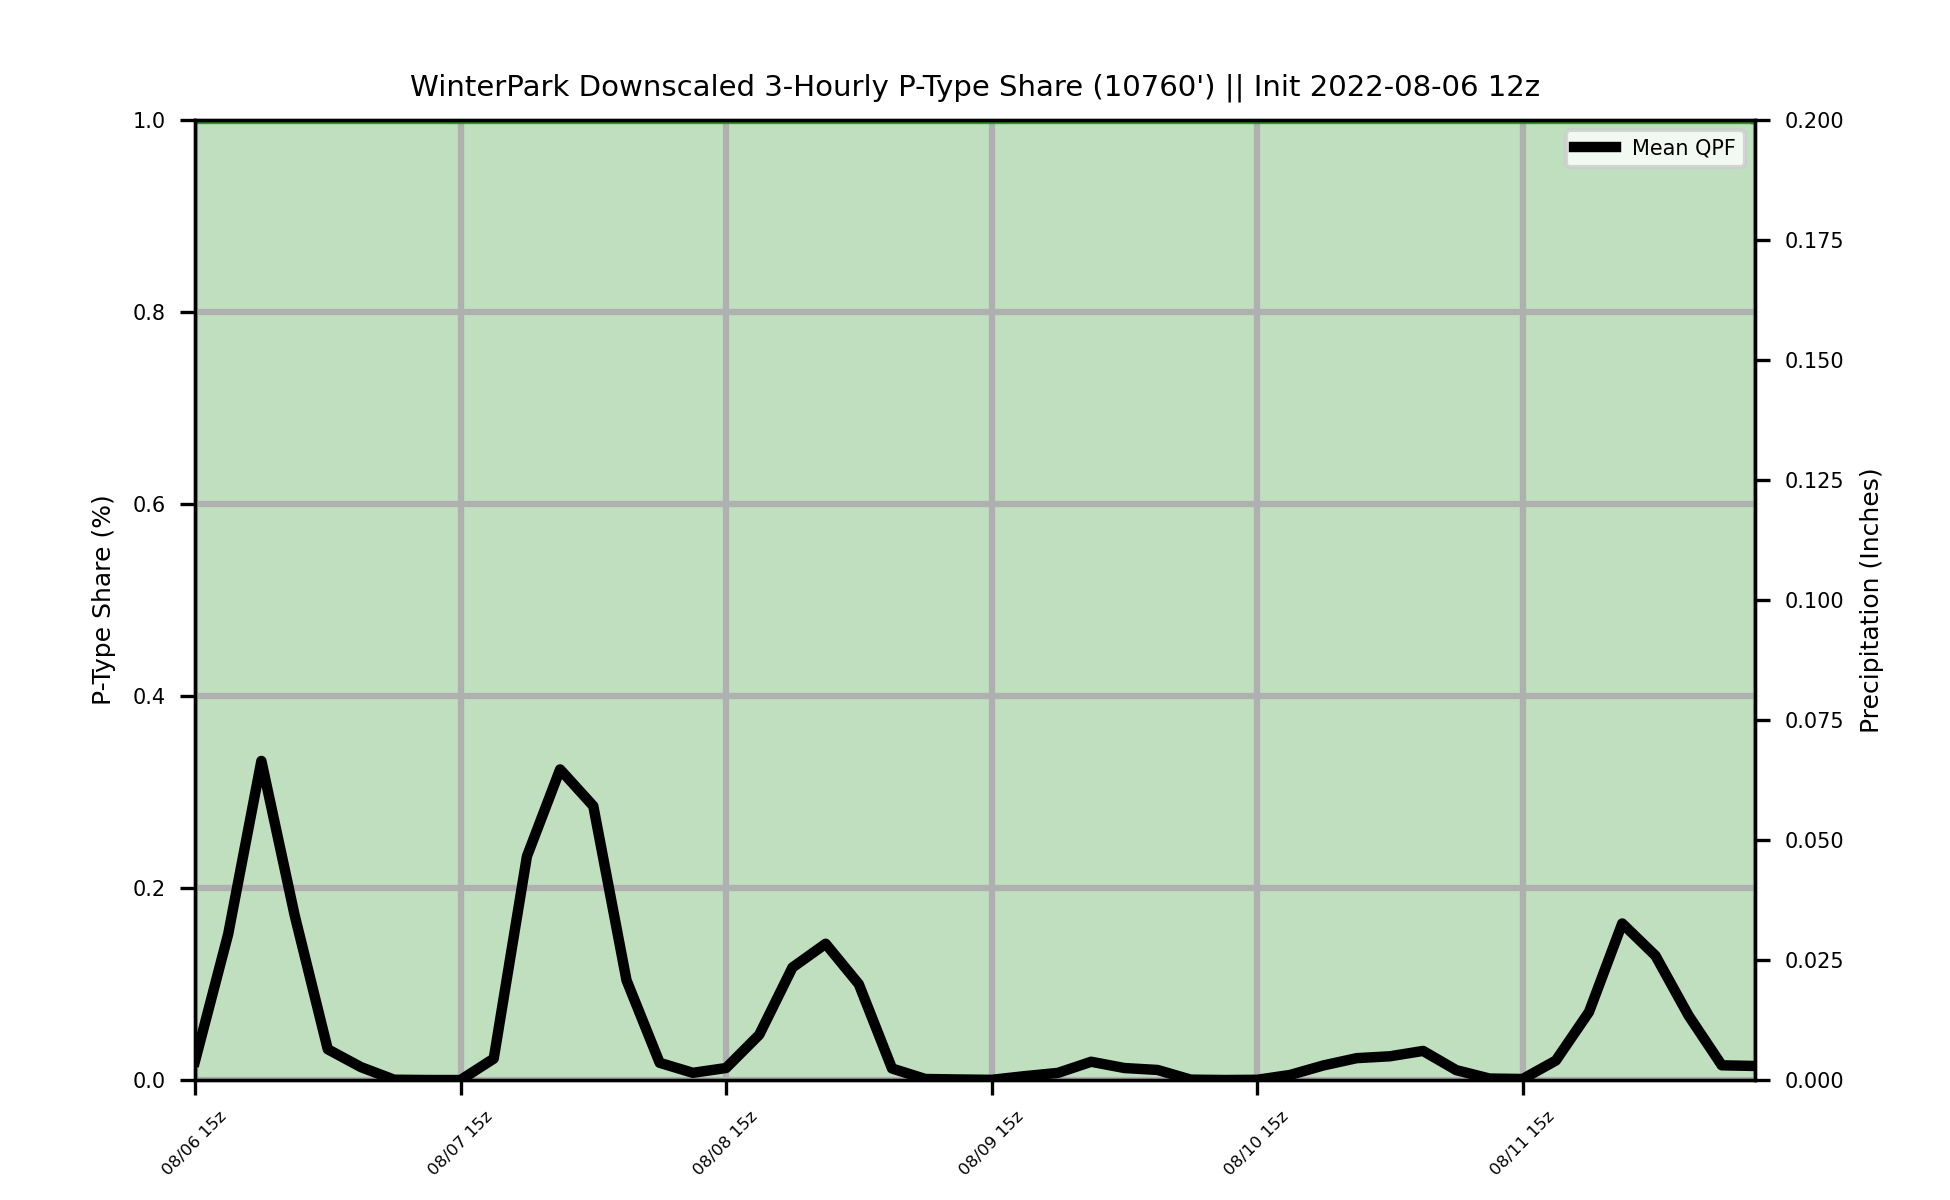 WinterPark Downscaled 3-Hourly P-Type Share (10760') || Init 2022-08-06 12z
Mean QPF
P-Type Share (%)
1.0
0.8
0.6
0.4
0.2
0.0
0.200
0.175
0.150
0.125
0.100
0.075
0.050
0.025
0.000
Precipitation (Inches)
08/06 15z
08/07 15z
08/08 15z
08/09 15z
08/10 15z
08/11 15z